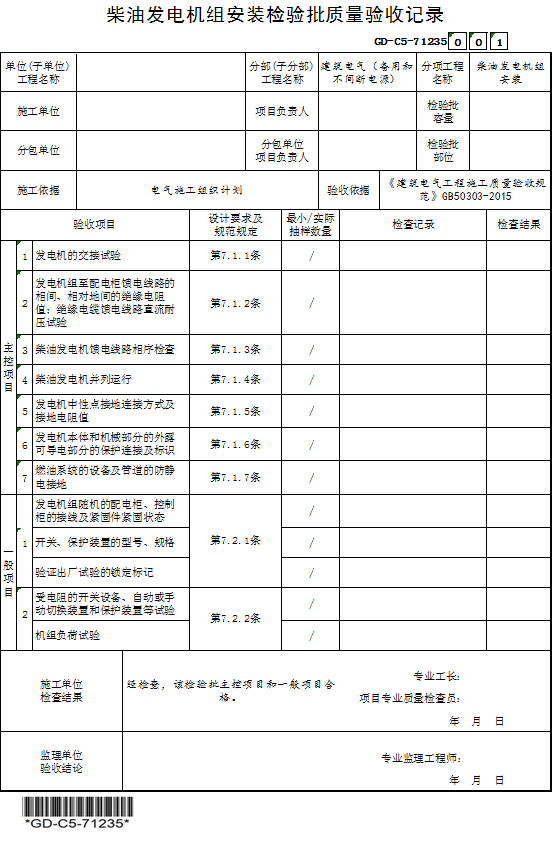 柴油发电机组安装检验批质量验收记录
GD-C5-71235 0 0 1
单位(子单位)
工程名称
分部(子分部)
工程名称
建筑电气（备用和
不间断电源）
分项工程
名称
柴油发电机组
安装
施工单位
项目负责人
检验批
容量
分包单位
分包单位
项目负责人
检验批
部位
施工依据
电气施工组织计划
验收依据
《建筑电气工程施工质量验收规
范》GB50303-2015
验收项目
设计要求及
规范规定
最小/实际
抽样数量
检查记录
检查结果
主控项目
1 发电机的交接试验 第7.1.1条 /
2 发电机组至配电柜馈电线路的
相间、相对地间的绝缘电阻
值；绝缘电缆馈电线路直流耐
压试验
第7.1.2条 /
3 柴油发电机馈电线路相序检查 第7.1.3条 /
4 柴油发电机并列运行 第7.1.4条 /
5 发电机中性点接地连接方式及
接地电阻值
第7.1.5条 /
6 发电机本体和机械部分的外露
可导电部分的保护连接及标识
第7.1.6条 /
7 燃油系统的设备及管道的防静
电接地
第7.1.7条 /
一般项目
1 发电机组随机的配电柜、控制
柜的接线及紧固件紧固状态
/
开关、保护装置的型号、规格 第7.2.1条 /
验证出厂试验的锁定标记 /
2 受电阻的开关设备、自动或手
动切换装置和保护装置等试验
第7.2.2条 /
机组负荷试验 /
施工单位
检查结果
经检查，该检验批主控项目和一般项目合
格。
专业工长：
项目专业质量检查员：
年 月 日
监理单位
验收结论
专业监理工程师：
年 月 日
*GD-C5-71235*